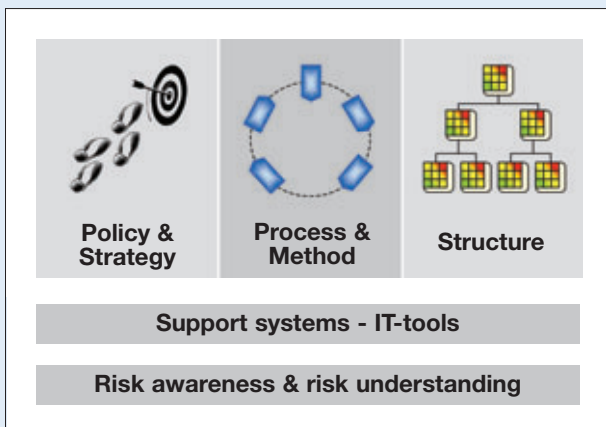 Policy &
Strategy
Process &
Method
Structure
Support systems - IT-tools
Risk awareness & risk understanding